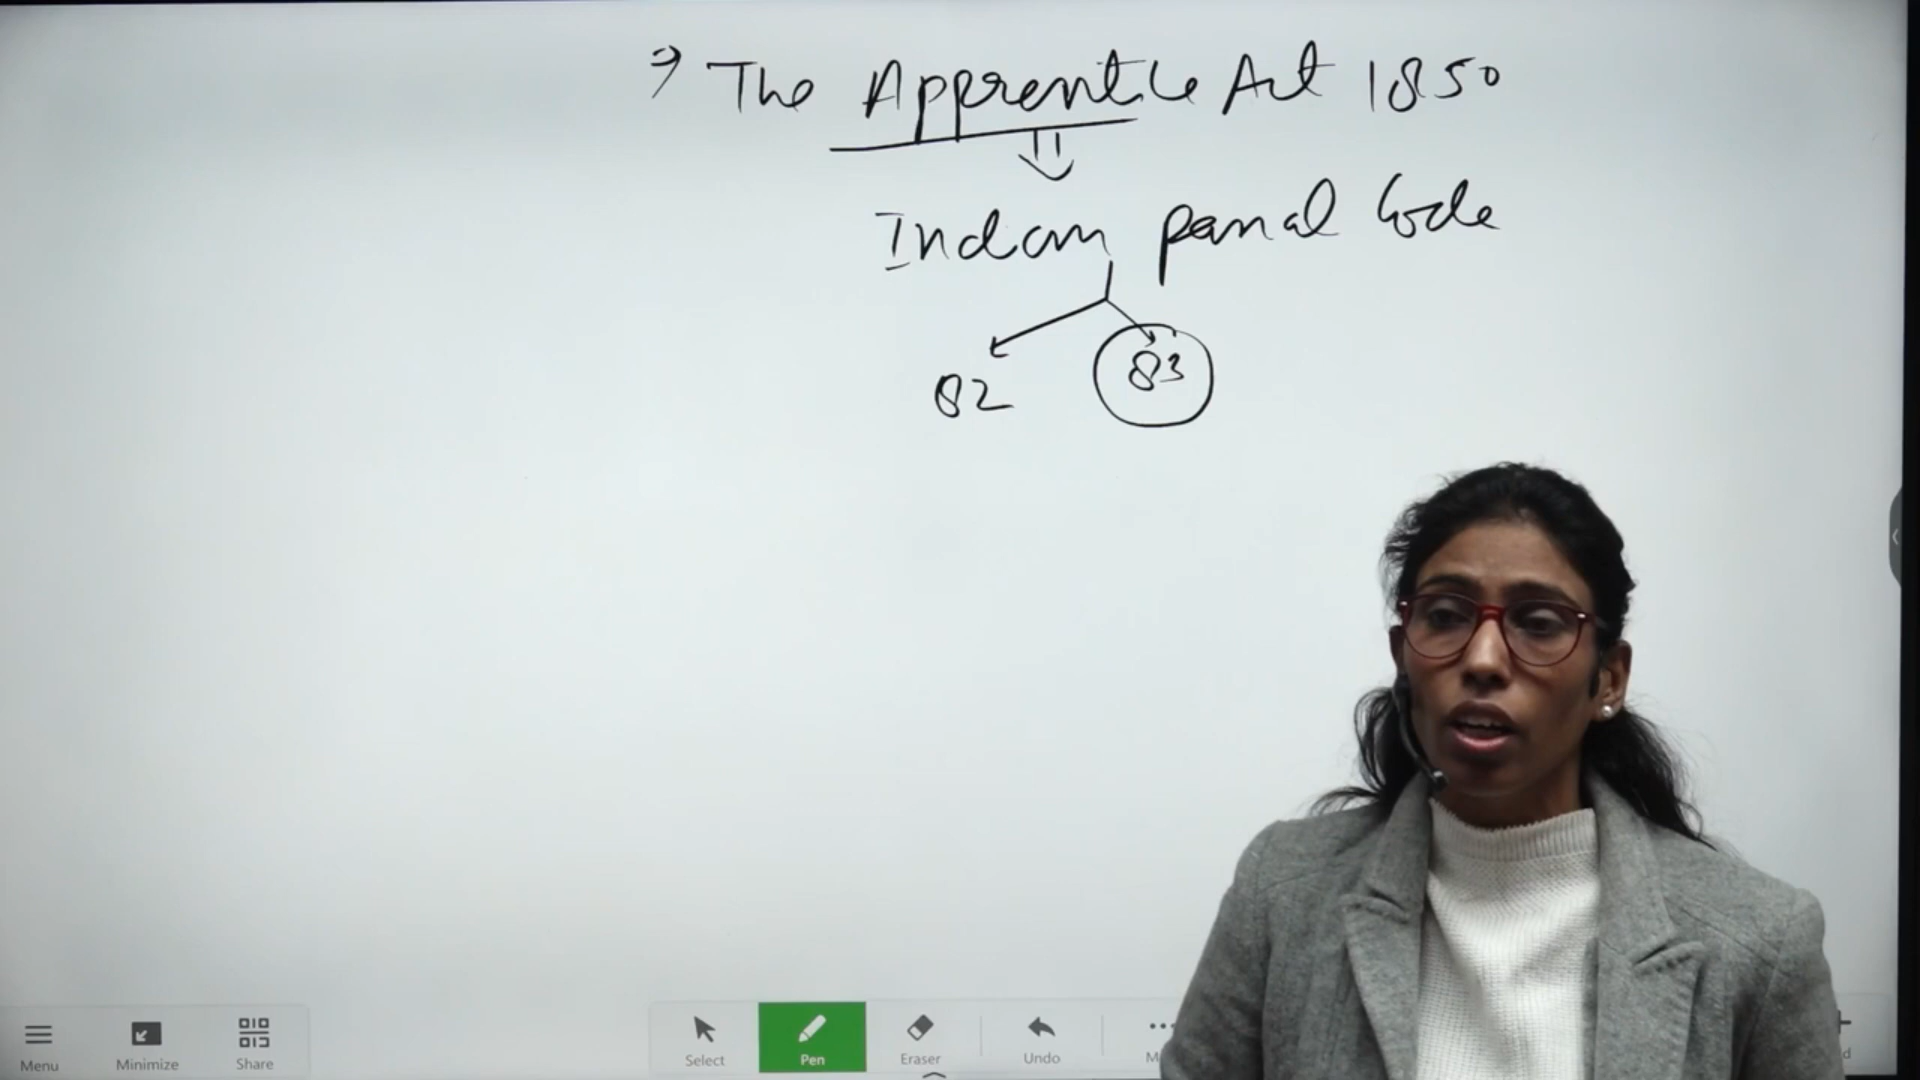 → The Apprentice Act 1850
Indian penal Code
82 83
Menu Minimize Share Select Pen Eraser Undo